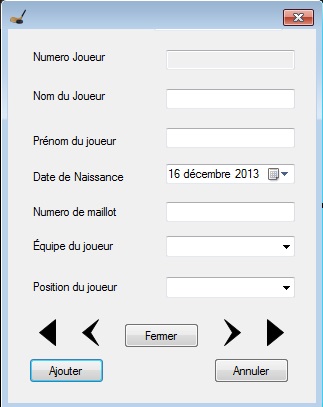 Numero Joueur
Nom du Joueur
Prénom du joueur
Date de Naissance 16 décembre 2013
Numero de maillot
Équipe du joueur
Position du joueur
Fermer
Ajouter Annuler